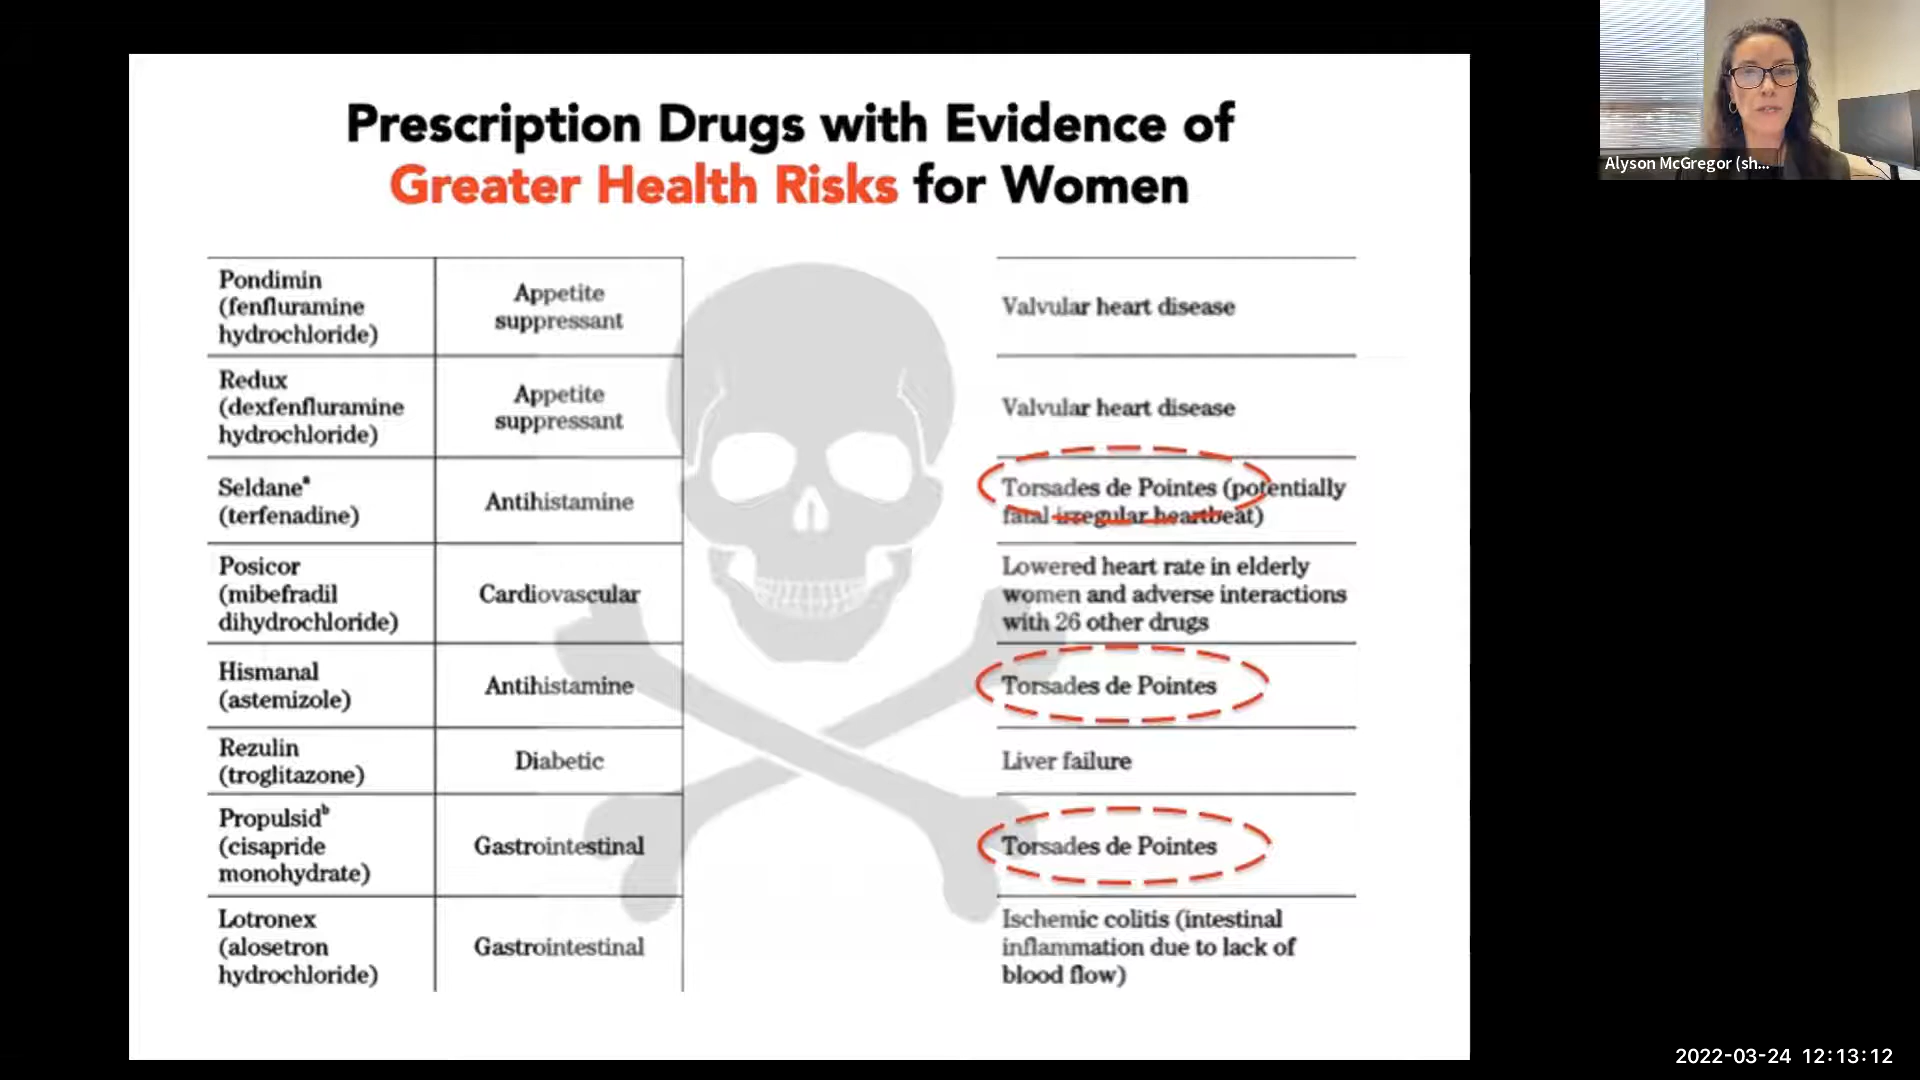 Prescription Drugs with Evidence of
Greater Health Risks for Women
Pondimin
(fenfluramine
hydrochloride)
Appetite
suppressant
Valvular heart disease
Redux
(dexfenfluramine
hydrochloride)
Appetite
suppressant
Valvular heart disease
Seldaneª
(terfenadine)
Antihistamine
Torsades de Pointes (potentially
fatal irregular heartbeat)
Posicor
(mibefradil
dihydrochloride)
Cardiovascular
Lowered heart rate in elderly
women and adverse interactions
with 26 other drugs
Hismanal
(astemizole)
Antihistamine
Torsades de Pointes
Rezulin
(troglitazone)
Diabetic
Liver failure
Propulsidᵇ
(cisapride
monohydrate)
Gastrointestinal
Torsades de Pointes
Lotronex
(alosetron
hydrochloride)
Gastrointestinal
Ischemic colitis (intestinal
inflammation due to lack of
blood flow)
Alyson McGregor (sh...
2022-03-24 12:13:12